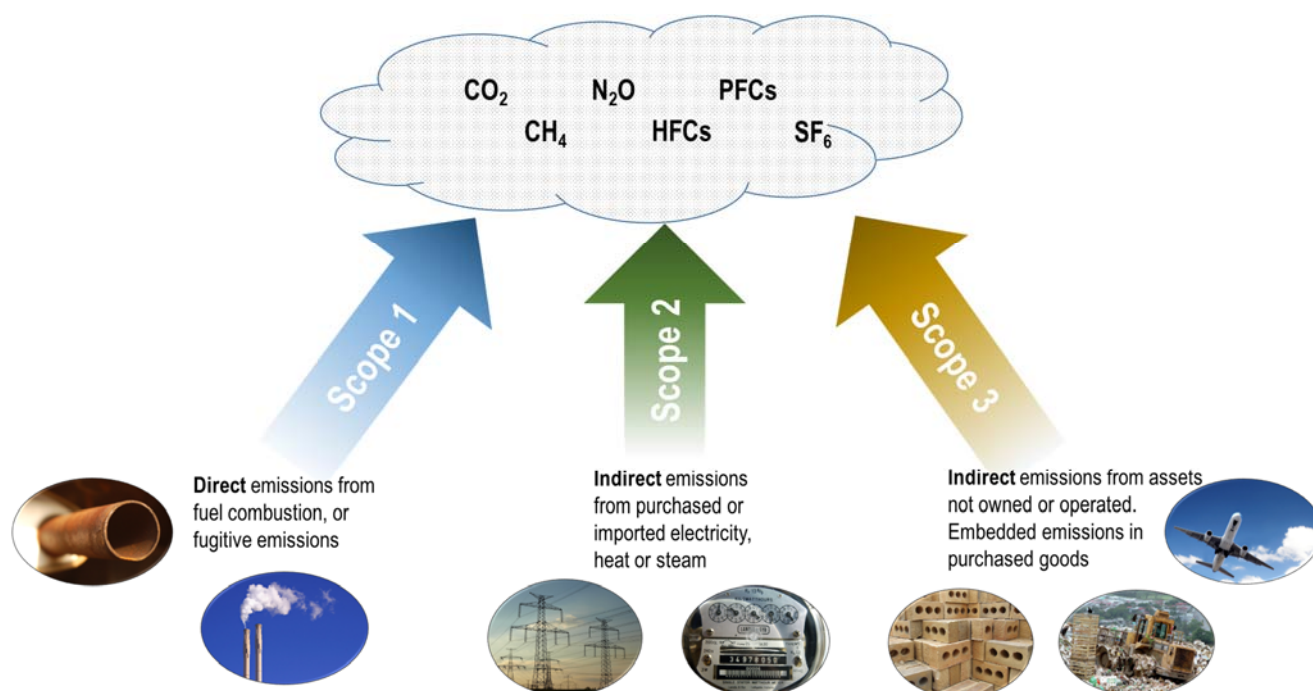 CO₂ N₂O PFCs
CH₄ HFCs SF₆
Scope 1
Scope 2
Scope 3
Direct emissions from
fuel combustion, or
fugitive emissions
Indirect emissions
from purchased or
imported electricity,
heat or steam
Indirect emissions from assets
not owned or operated.
Embedded emissions in
purchased goods